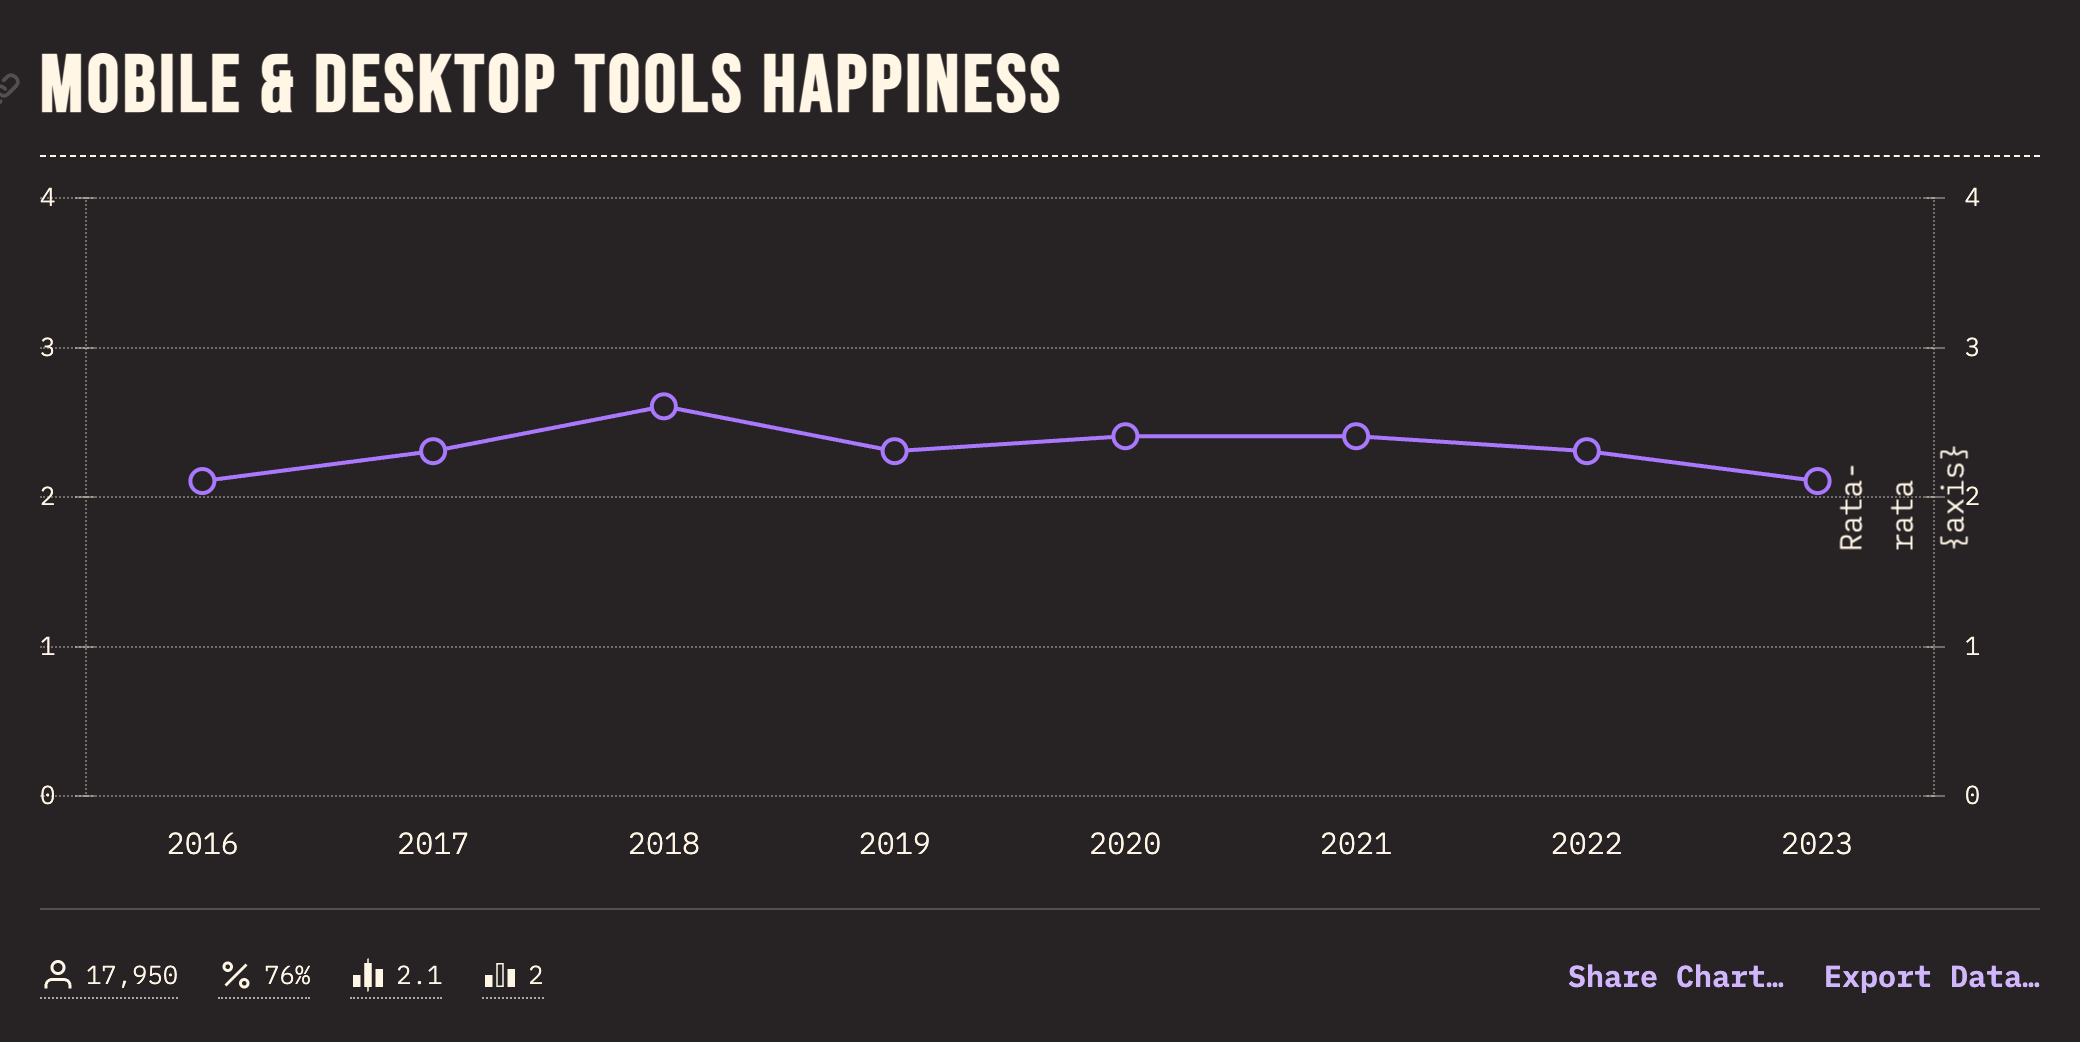 MOBILE & DESKTOP TOOLS HAPPINESS
4
4
3
3
2
2
1
1
0
0
Rata-
rata
{axis}
2016 2017 2018 2019 2020 2021 2022 2023
17,950 76% 2.1 2
Share Chart… Export Data…